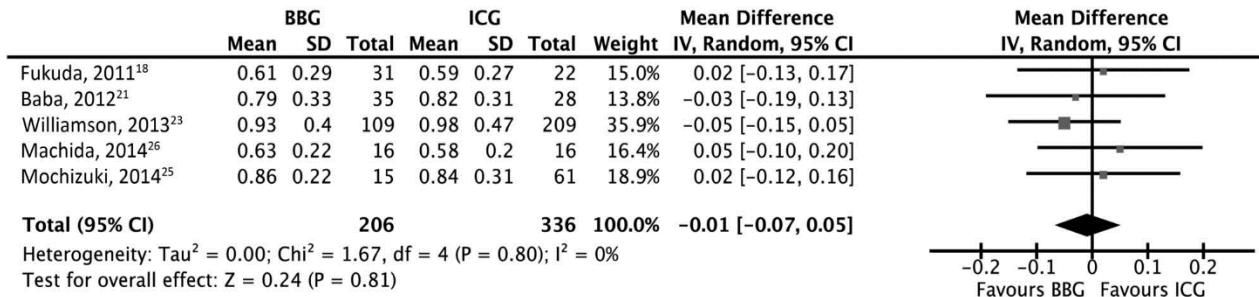 BBG ICG Mean Difference Mean Difference
Mean SD Total Mean SD Total Weight IV, Random, 95% CI IV, Random, 95% CI
Fukuda, 2011¹⁸ 0.61 0.29 31 0.59 0.27 22 15.0% 0.02 [−0.13, 0.17]
Baba, 2012²¹ 0.79 0.33 35 0.82 0.31 28 13.8% −0.03 [−0.19, 0.13]
Williamson, 2013²³ 0.93 0.4 109 0.98 0.47 209 35.9% −0.05 [−0.15, 0.05]
Machida, 2014²⁶ 0.63 0.22 16 0.58 0.2 16 16.4% 0.05 [−0.10, 0.20]
Mochizuki, 2014²⁵ 0.86 0.22 15 0.84 0.31 61 18.9% 0.02 [−0.12, 0.16]
Total (95% CI) 206 336 100.0% −0.01 [−0.07, 0.05]
Heterogeneity: Tau² = 0.00; Chi² = 1.67, df = 4 (P = 0.80); I² = 0%
Test for overall effect: Z = 0.24 (P = 0.81)
−0.2 −0.1 0 0.1 0.2
Favours BBG Favours ICG